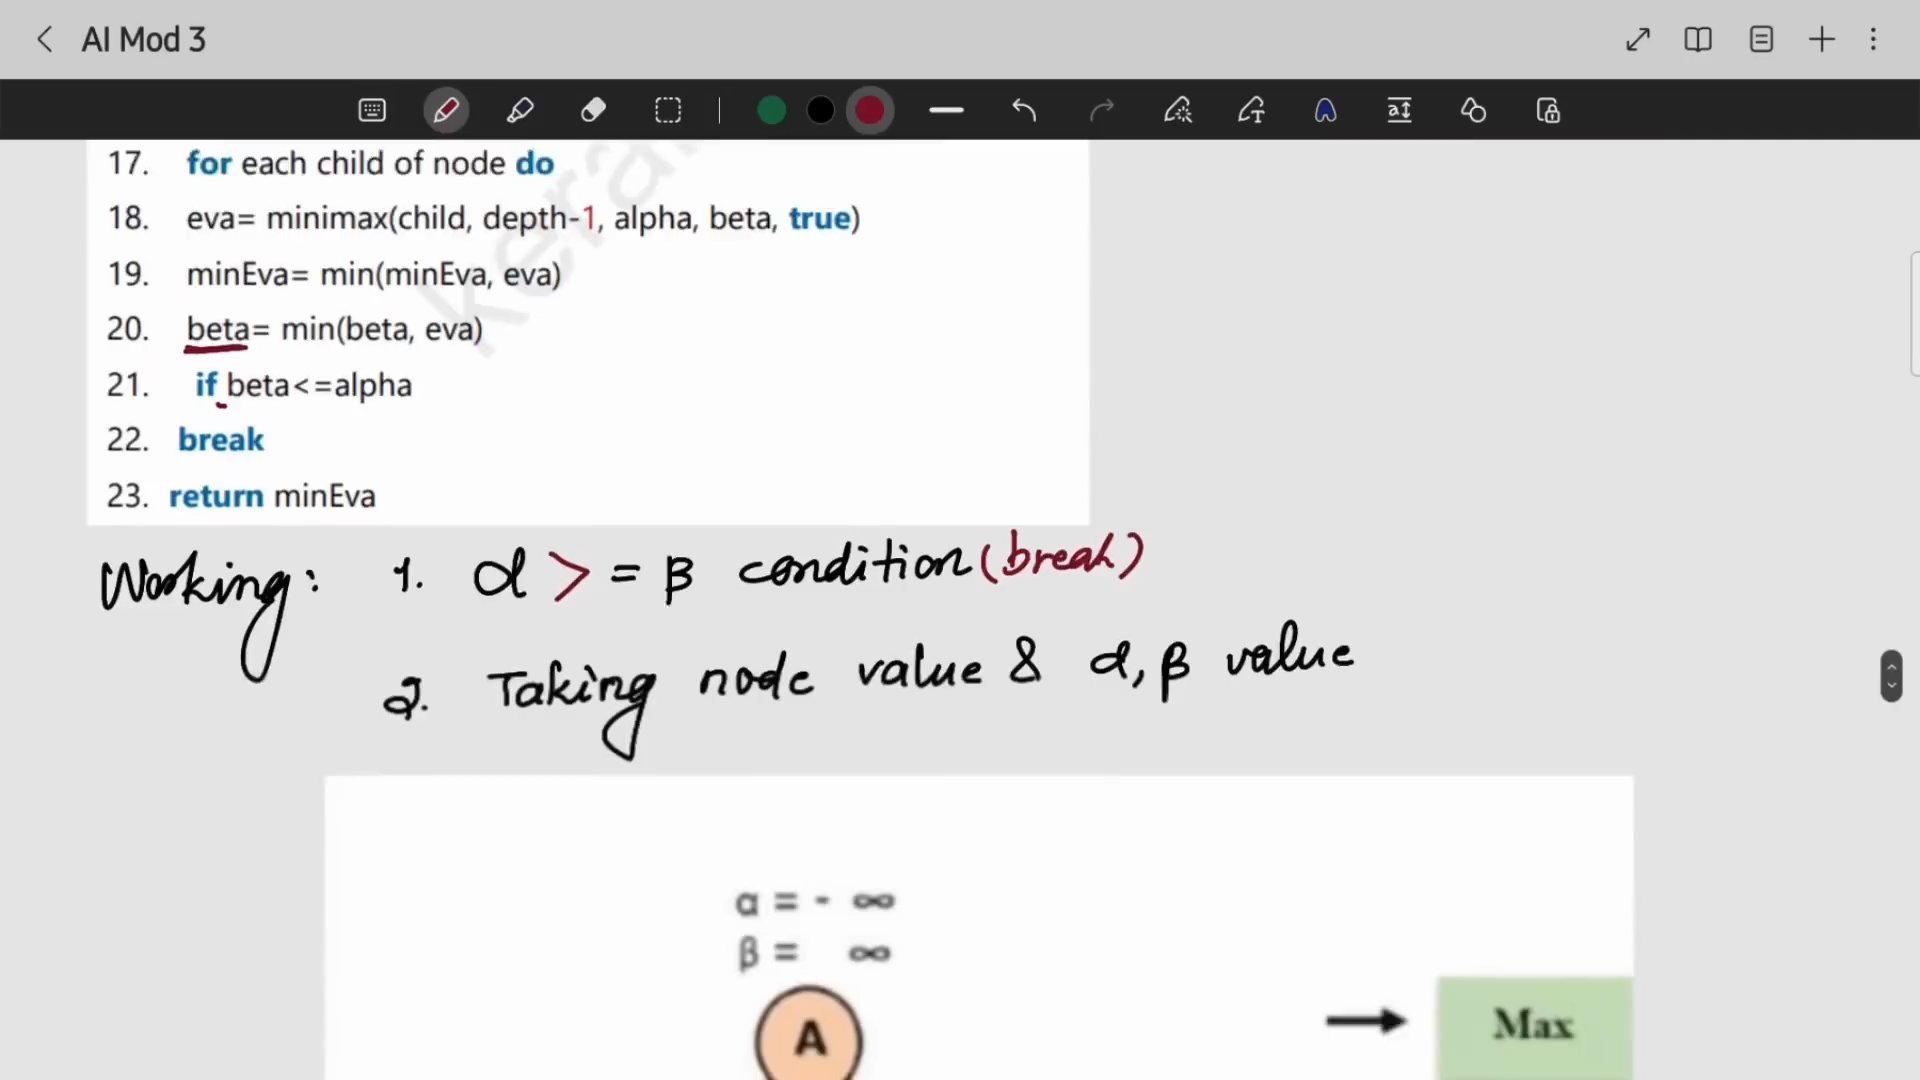 AI Mod 3
17. for each child of node do
18. eva= minimax(child, depth-1, alpha, beta, true)
19. minEva= min(minEva, eva)
20. beta= min(beta, eva)
21. if beta<=alpha
22. break
23. return minEva
Working: 1. α >= β condition (break)
2. Taking node value & α, β value
α = - ∞
β = ∞
A
Max